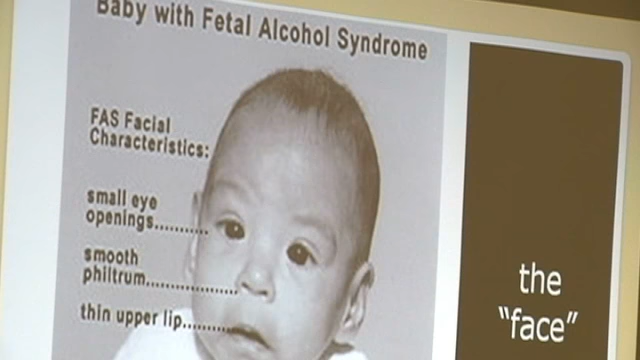 Baby with Fetal Alcohol Syndrome
FAS Facial
Characteristics:
small eye
openings...........
smooth
philtrum...................
thin upper lip..........
the
“face”